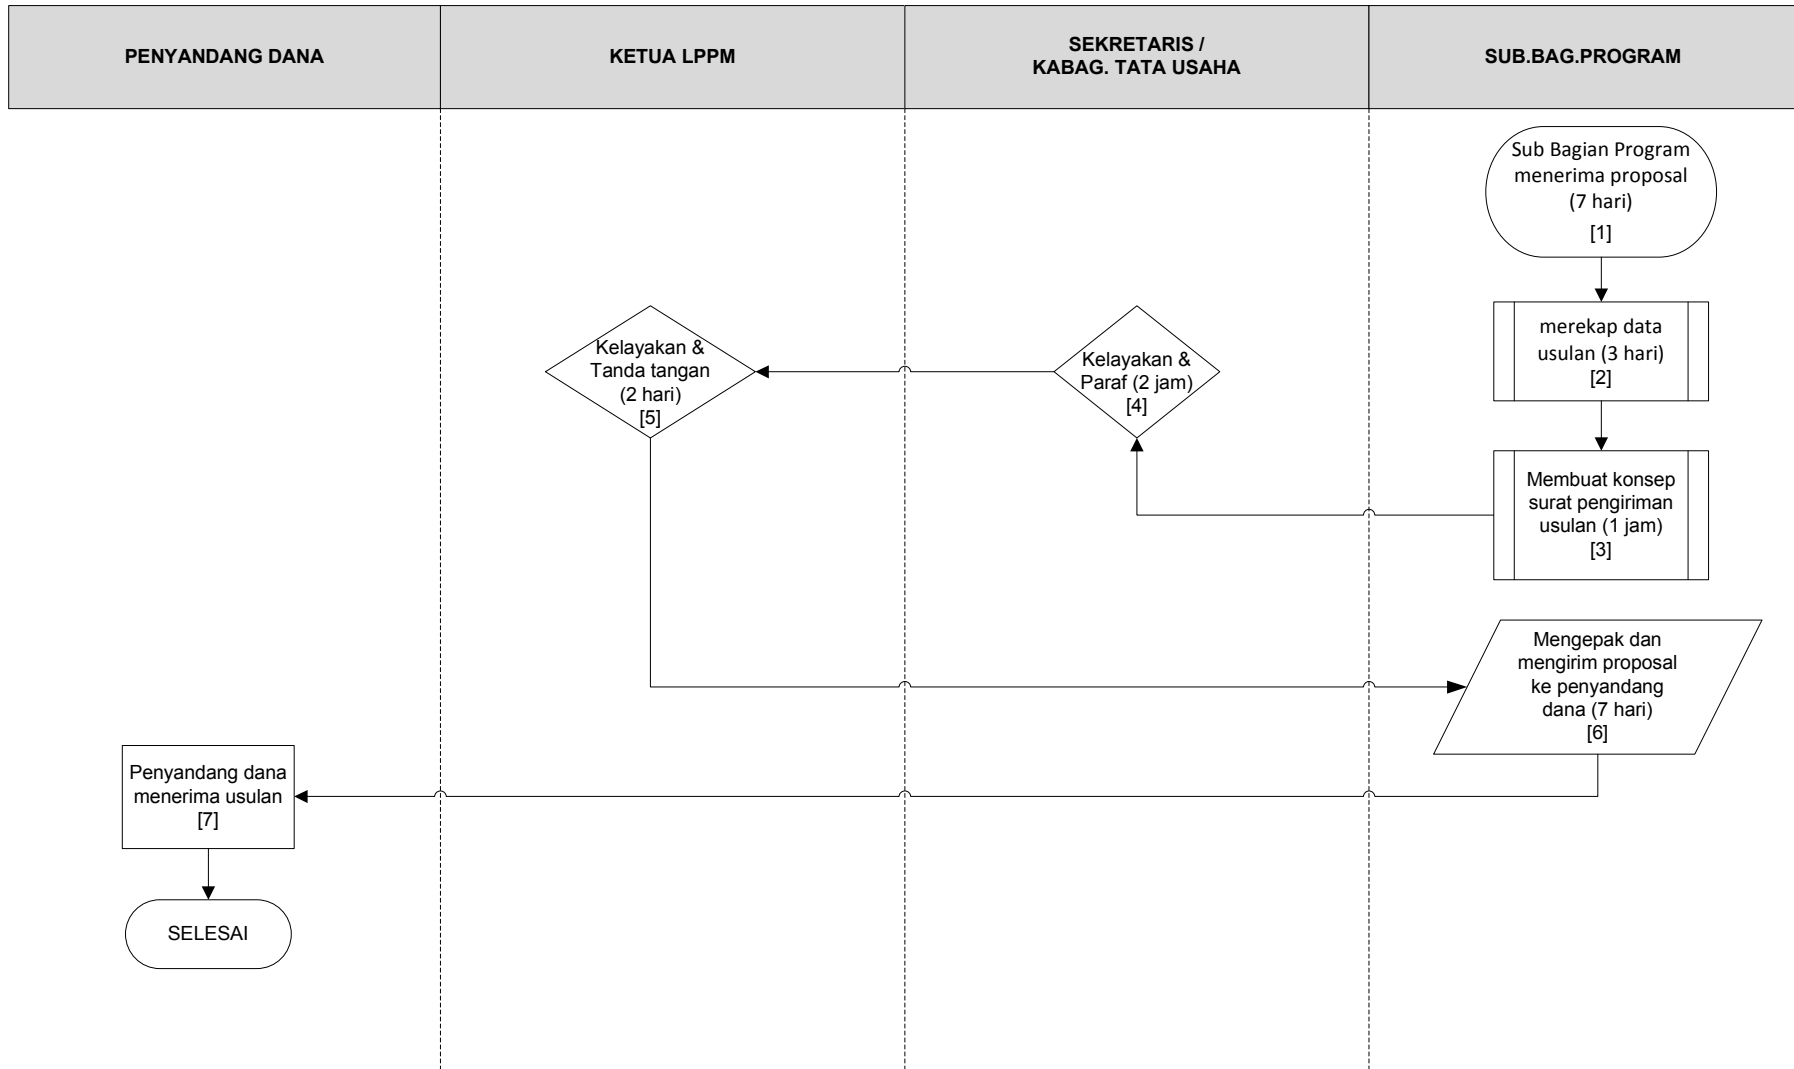 PENYANDANG DANA
KETUA LPPM
SEKRETARIS /
KABAG. TATA USAHA
SUB.BAG.PROGRAM
Sub Bagian Program
menerima proposal
(7 hari)
[1]
merekap data
usulan (3 hari)
[2]
Membuat konsep
surat pengiriman
usulan (1 jam)
[3]
Kelayakan &
Paraf (2 jam)
[4]
Kelayakan &
Tanda tangan
(2 hari)
[5]
Mengepak dan
mengirim proposal
ke penyandang
dana (7 hari)
[6]
Penyandang dana
menerima usulan
[7]
SELESAI